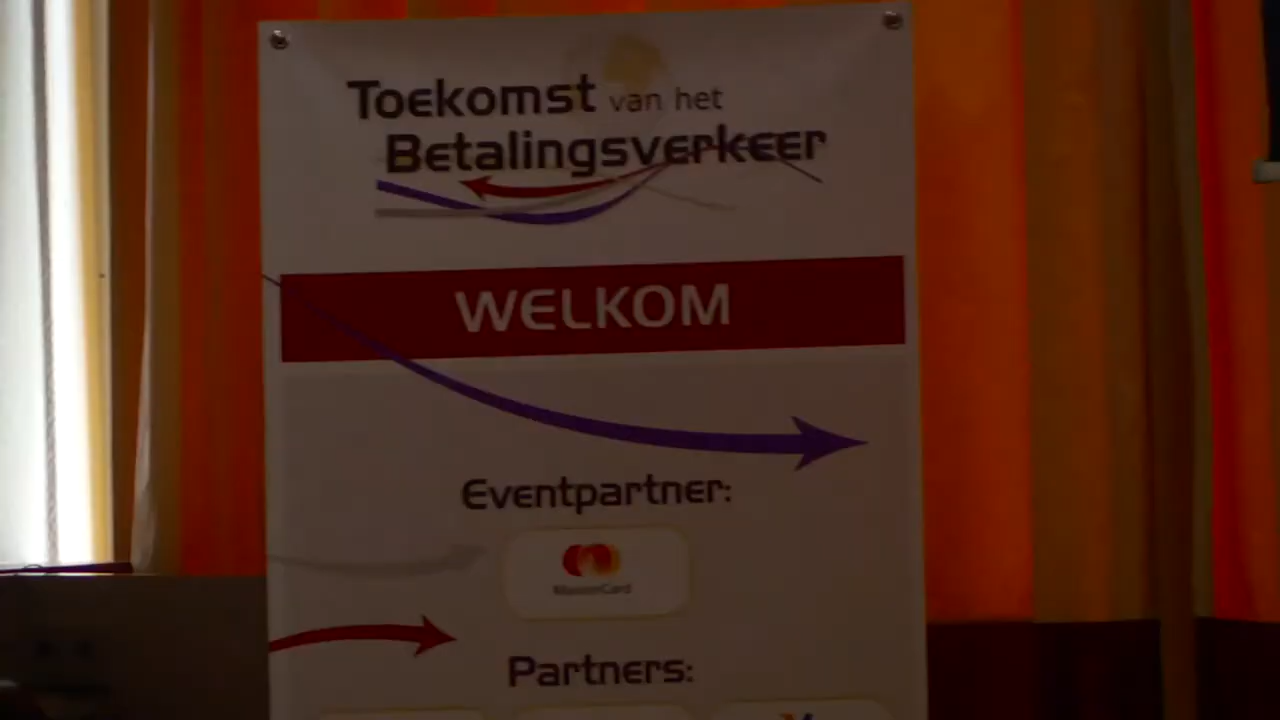 Toekomst van het
Betalingsverkeer
WELKOM
Eventpartner:
MasterCard
Partners: